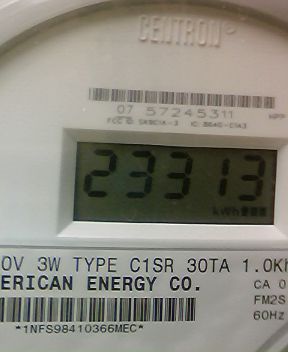 CENTRON
07 57245311
23313
kWh
0V 3W TYPE C1SR 30TA 1.0Kh
ERICAN ENERGY CO. CA 0
FM2S
60Hz
*1NFS98410366MEC*